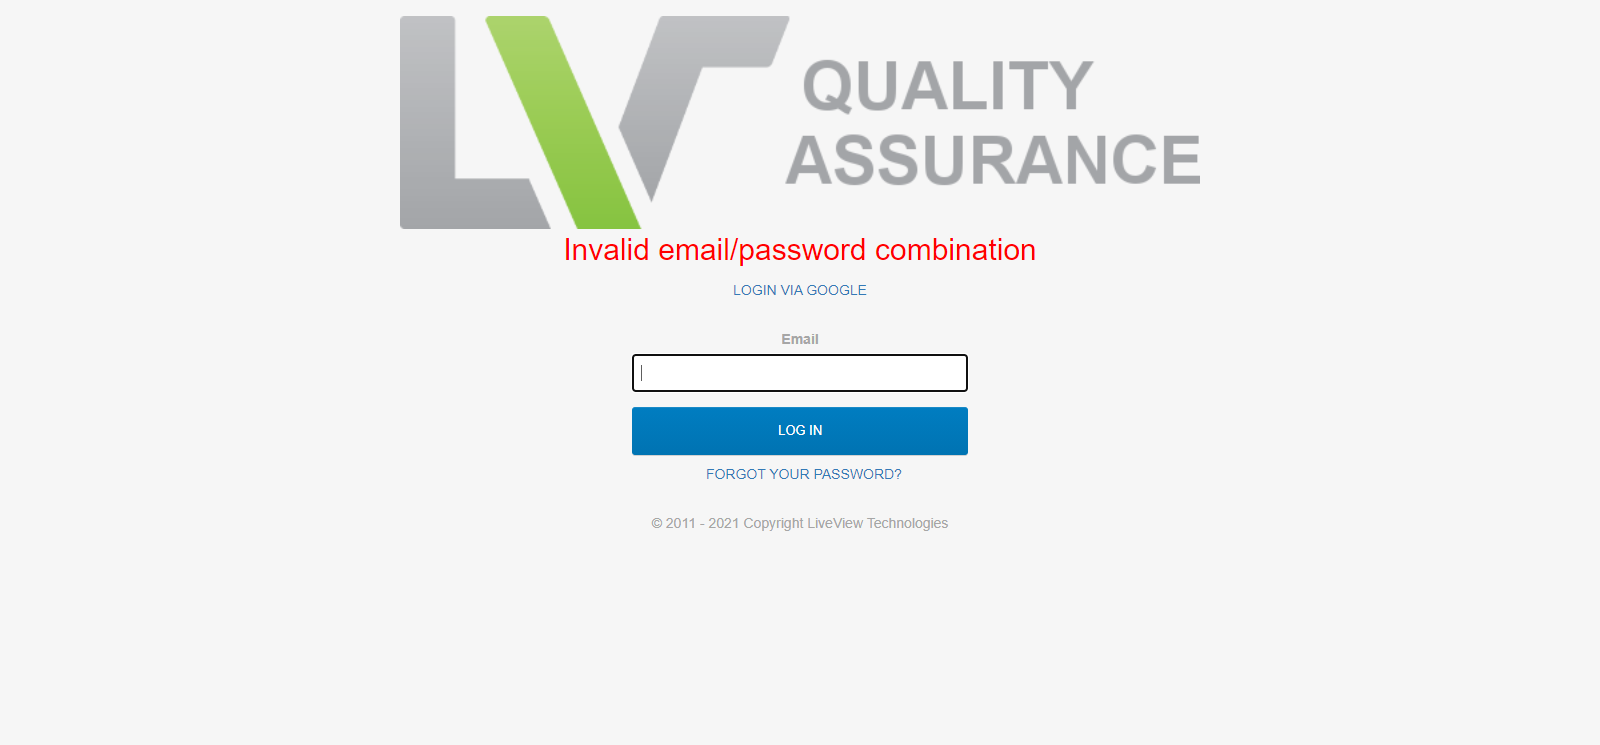 LVT QUALITY
ASSURANCE
Invalid email/password combination
LOGIN VIA GOOGLE
Email
LOG IN
FORGOT YOUR PASSWORD?
© 2011 - 2021 Copyright LiveView Technologies